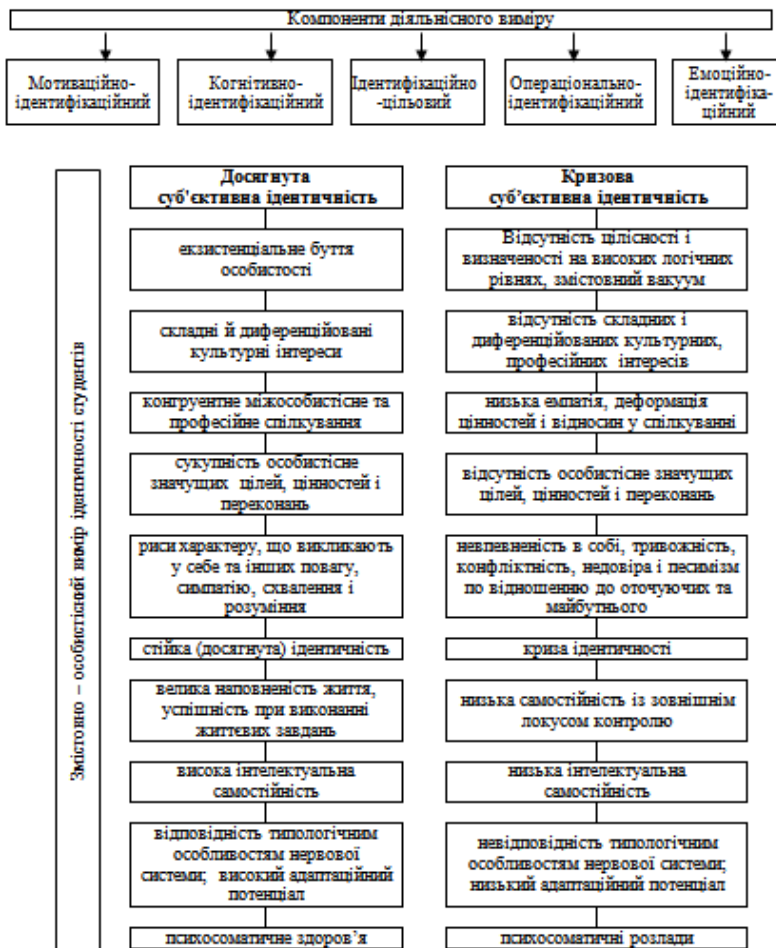 Компоненти діяльнісного виміру
Мотиваційно-
ідентифікаційний
Когнітивно-
ідентифікаційний
Ідентифікаційно
-цільовий
Операціонально-
ідентифікаційний
Емоційно-
ідентифіка-
ційний
Змістовно – особистісний вимір ідентичності студентів
Досягнута
суб'єктивна ідентичність
екзистенціальне буття
особистості
складні й диференційовані
культурні інтереси
конгруентне міжособистісне та
професійне спілкування
сукупність особистісне
значущих цілей, цінностей і
переконань
риси характеру, що викликають
у себе та інших повагу,
симпатію, схвалення і
розуміння
стійка (досягнута) ідентичність
велика наповненість життя,
успішність при виконанні
життєвих завдань
висока інтелектуальна
самостійність
відповідність типологічним
особливостям нервової
системи; високий адаптаційний
потенціал
психосоматичне здоров’я
Кризова
суб'єктивна ідентичність
Відсутність цілісності і
визначеності на високих логічних
рівнях, змістовний вакуум
відсутність складних і
диференційованих культурних,
професійних інтересів
низька емпатія, деформація
цінностей і відносин у спілкуванні
відсутність особистісне значущих
цілей, цінностей і переконань
невпевненість в собі, тривожність,
конфліктність, недовіра і песимізм
по відношенню до оточуючих та
майбутнього
криза ідентичності
низька самостійність із зовнішнім
локусом контролю
низька інтелектуальна
самостійність
невідповідність типологічним
особливостям нервової системи;
низький адаптаційний потенціал
психосоматичні розлади